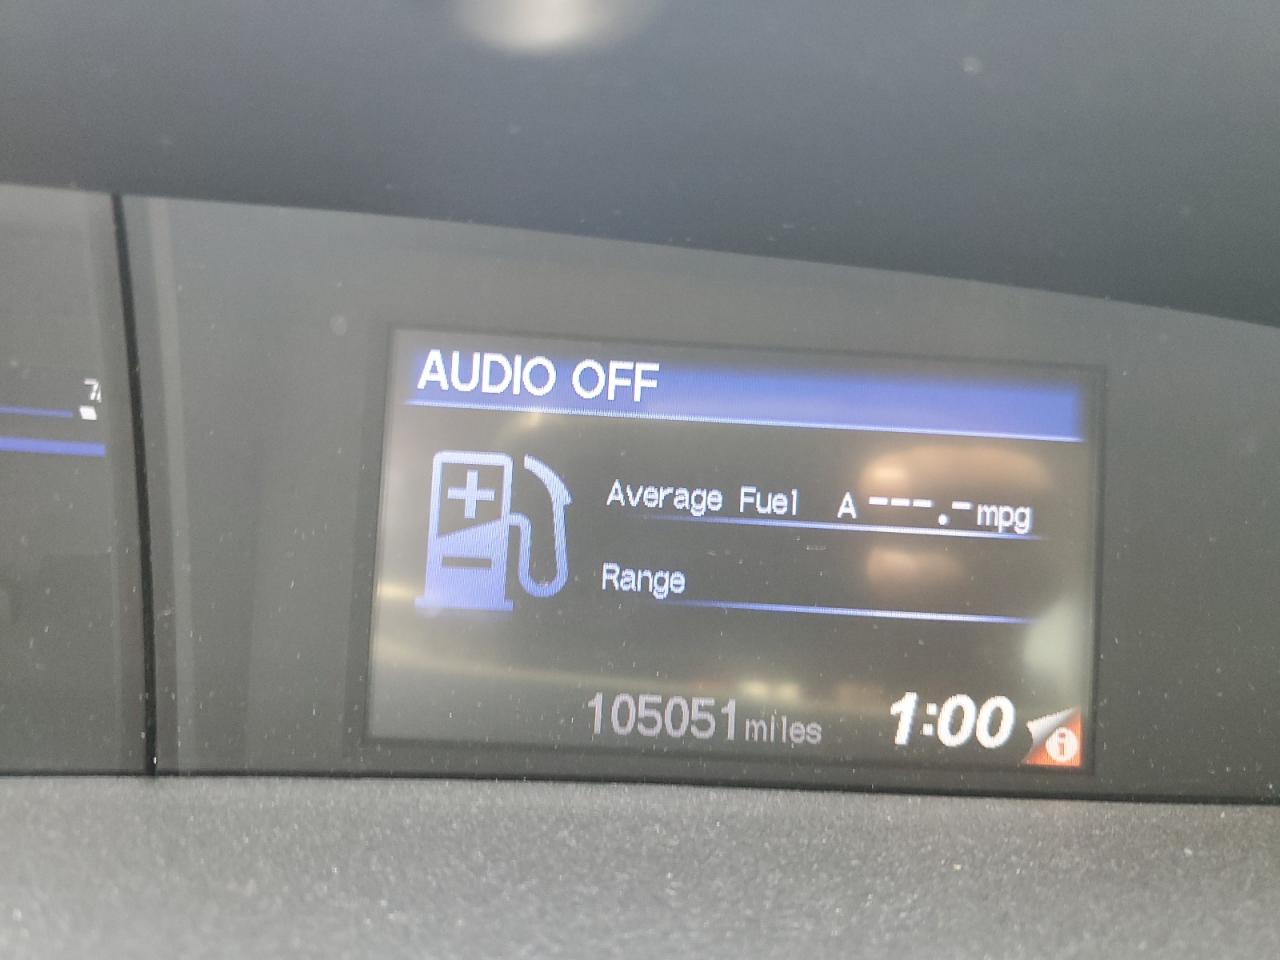 AUDIO OFF
Average Fuel A ---.- mpg
Range
105051 miles 1:00
i